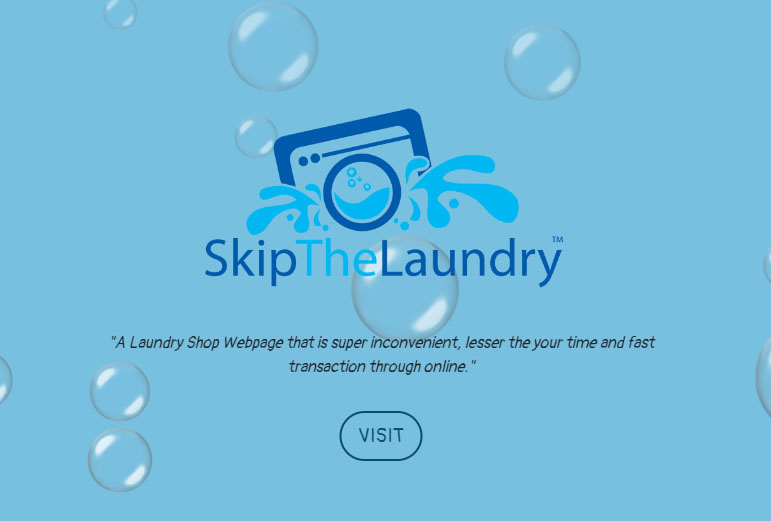 SkipTheLaundry™
"A Laundry Shop Webpage that is super inconvenient, lesser the your time and fast
transaction through online."
VISIT